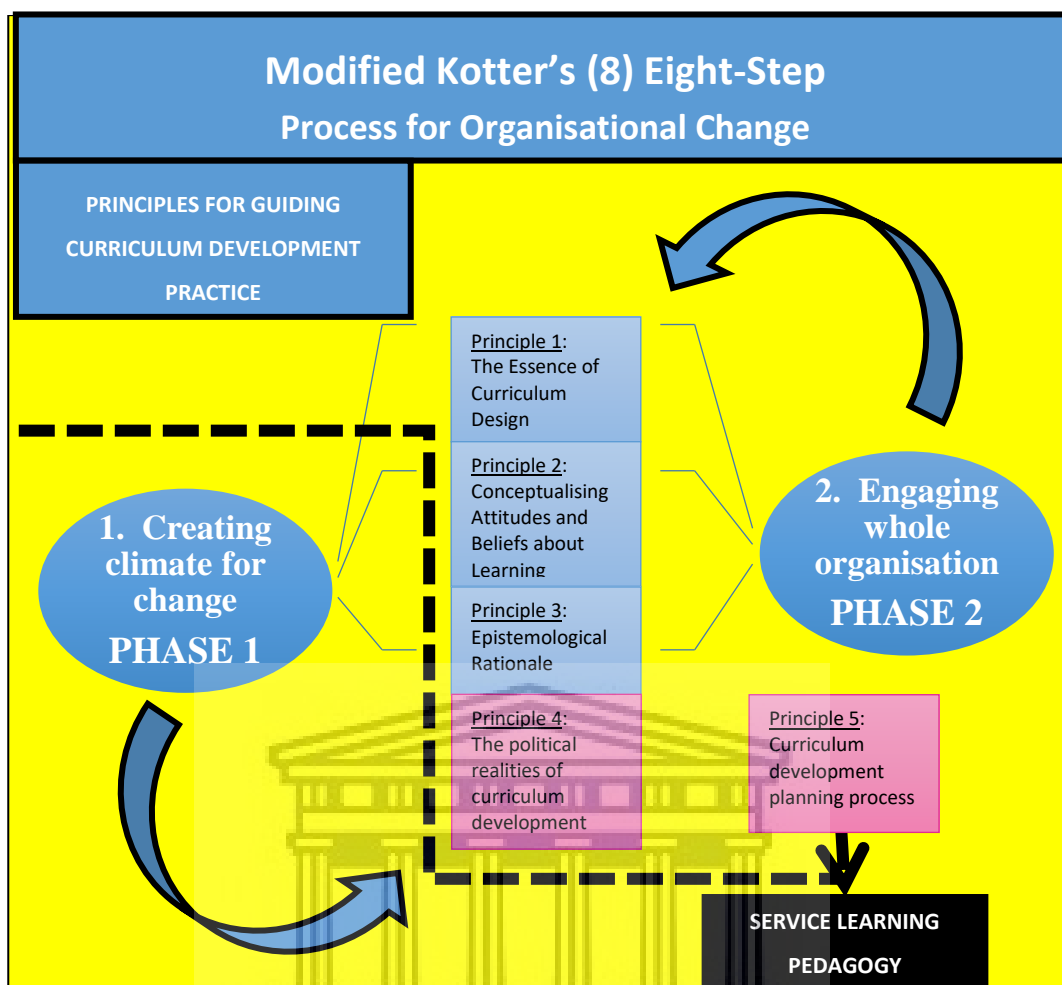 Modified Kotter’s (8) Eight-Step
Process for Organisational Change
PRINCIPLES FOR GUIDING
CURRICULUM DEVELOPMENT
PRACTICE
Principle 1:
The Essence of
Curriculum
Design
Principle 2:
Conceptualising
Attitudes and
Beliefs about
Learning
Principle 3:
Epistemological
Rationale
Principle 4:
The political
realities of
curriculum
development
1. Creating
climate for
change
PHASE 1
2. Engaging
whole
organisation
PHASE 2
Principle 5:
Curriculum
development
planning process
SERVICE LEARNING
PEDAGOGY